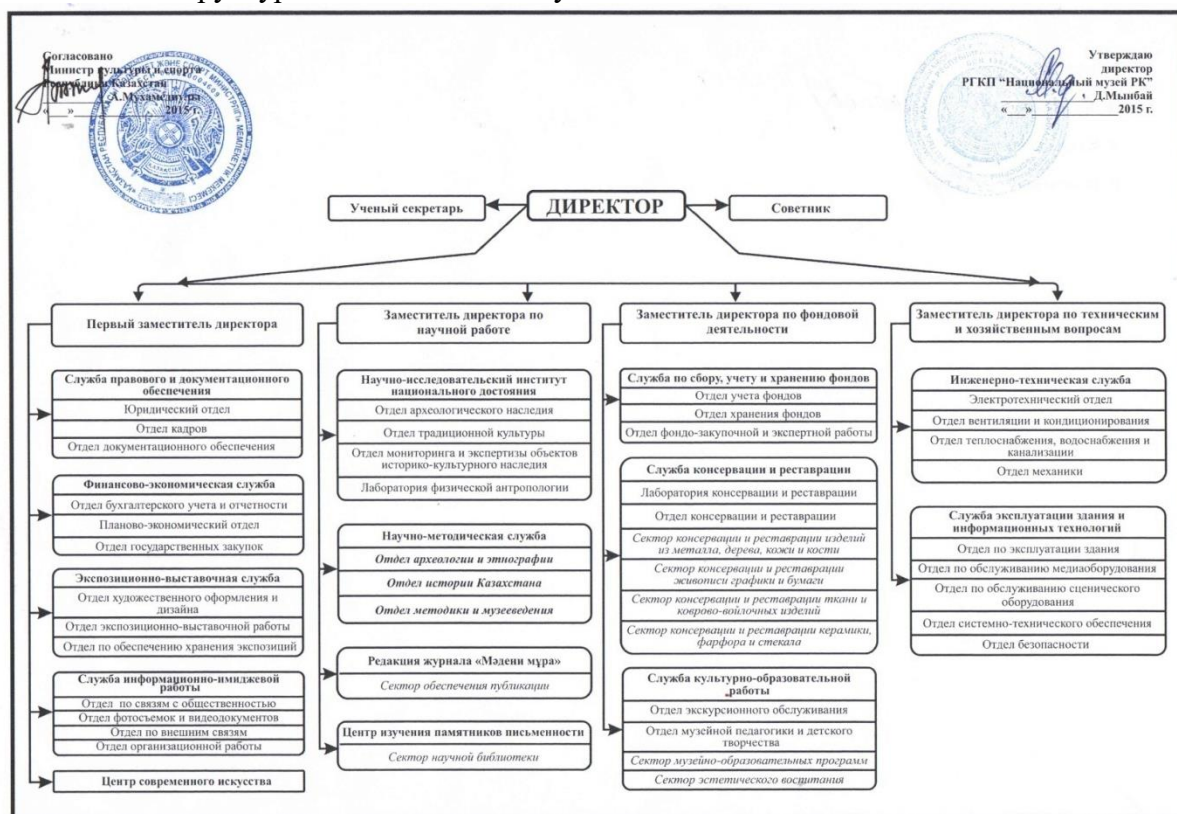 Согласовано
Министр культуры и спорта
Республики Казахстан
А.Мухамедиулы
«___»______________2015 г.
Утверждаю
директор
РГКП “Национальный музей РК”
Д.Мынбай
«___»______________2015 г.
Ученый секретарь
ДИРЕКТОР
Советник
Первый заместитель директора
Служба правового и документационного
обеспечения
Юридический отдел
Отдел кадров
Отдел документационного обеспечения
Финансово-экономическая служба
Отдел бухгалтерского учета и отчетности
Планово-экономический отдел
Отдел государственных закупок
Экспозиционно-выставочная служба
Отдел художественного оформления и
дизайна
Отдел экспозиционно-выставочной работы
Отдел по обеспечению хранения экспозиций
Служба информационно-имиджевой
работы
Отдел по связям с общественностью
Отдел фотосъемок и видеодокументов
Отдел по внешним связям
Отдел организационной работы
Центр современного искусства
Заместитель директора по
научной работе
Научно-исследовательский институт
национального достояния
Отдел археологического наследия
Отдел традиционной культуры
Отдел мониторинга и экспертизы объектов
историко-культурного наследия
Лаборатория физической антропологии
Научно-методическая служба
Отдел археологии и этнографии
Отдел истории Казахстана
Отдел методики и музееведения
Редакция журнала «Мәдени мұра»
Сектор обеспечения публикации
Центр изучения памятников письменности
Сектор научной библиотеки
Заместитель директора по фондовой
деятельности
Служба по сбору, учету и хранению фондов
Отдел учета фондов
Отдел хранения фондов
Отдел фондо-закупочной и экспертной работы
Служба консервации и реставрации
Лаборатория консервации и реставрации
Отдел консервации и реставрации
Сектор консервации и реставрации изделий
из металла, дерева, кожи и кости
Сектор консервации и реставрации
живописи графики и бумаги
Сектор консервации и реставрации ткани и
коврово-войлочных изделий
Сектор консервации и реставрации керамики,
фарфора и стекала
Служба культурно-образовательной
работы
Отдел экскурсионного обслуживания
Отдел музейной педагогики и детского
творчества
Сектор музейно-образовательных программ
Сектор эстетического воспитания
Заместитель директора по техническим
и хозяйственным вопросам
Инженерно-техническая служба
Электротехнический отдел
Отдел вентиляции и кондиционирования
Отдел теплоснабжения, водоснабжения и
канализации
Отдел механики
Служба эксплуатации здания и
информационных технологий
Отдел по эксплуатации здания
Отдел по обслуживанию медиаоборудования
Отдел по обслуживанию сценического
оборудования
Отдел системно-технического обеспечения
Отдел безопасности